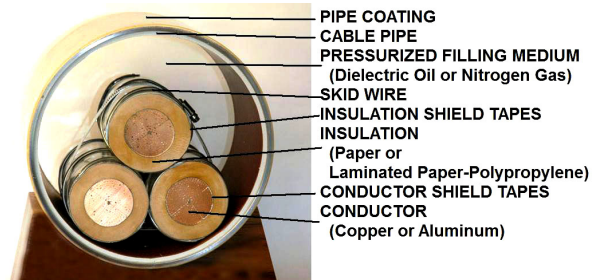 PIPE COATING
CABLE PIPE
PRESSURIZED FILLING MEDIUM
(Dielectric Oil or Nitrogen Gas)
SKID WIRE
INSULATION SHIELD TAPES
INSULATION
(Paper or
Laminated Paper-Polypropylene)
CONDUCTOR SHIELD TAPES
CONDUCTOR
(Copper or Aluminum)